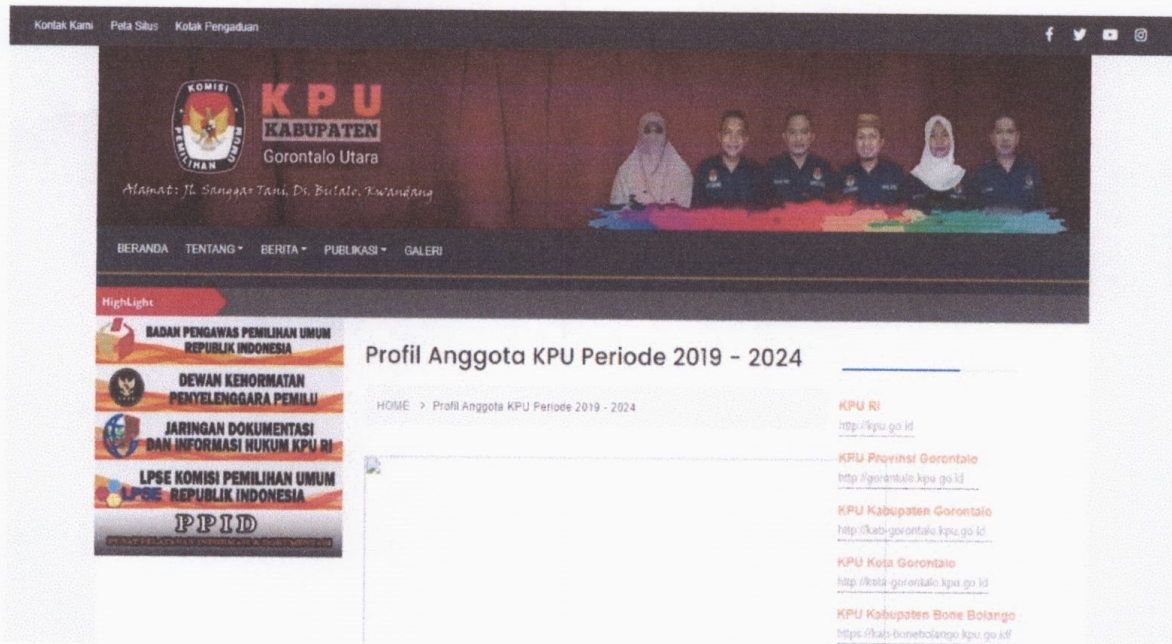 Kontak Kami Peta Situs Kotak Pengaduan
KOMISI PEMILIHAN UMUM
KPU
KABUPATEN
Gorontalo Utara
Alamat : Jl. Sanggar Tani, Ds. Bulalo, Kwandang
BERANDA TENTANG BERITA PUBLIKASI GALERI
HighLight
BADAN PENGAWAS PEMILIHAN UMUM
REPUBLIK INDONESIA
DEWAN KEHORMATAN
PENYELENGGARA PEMILU
JARINGAN DOKUMENTASI
DAN INFORMASI HUKUM KPU RI
LPSE KOMISI PEMILIHAN UMUM
LPSE REPUBLIK INDONESIA
PPID
Profil Anggota KPU Periode 2019 - 2024
HOME > Profil Anggota KPU Periode 2019 - 2024
KPU RI
http://kpu.go.id
KPU Provinsi Gorontalo
http://gorontalo.kpu.go.id
KPU Kabupaten Gorontalo
http://kab-gorontalo.kpu.go.id
KPU Kota Gorontalo
http://kota-gorontalo.kpu.go.id
KPU Kabupaten Bone Bolango
https://kab-bonebolango.kpu.go.id/